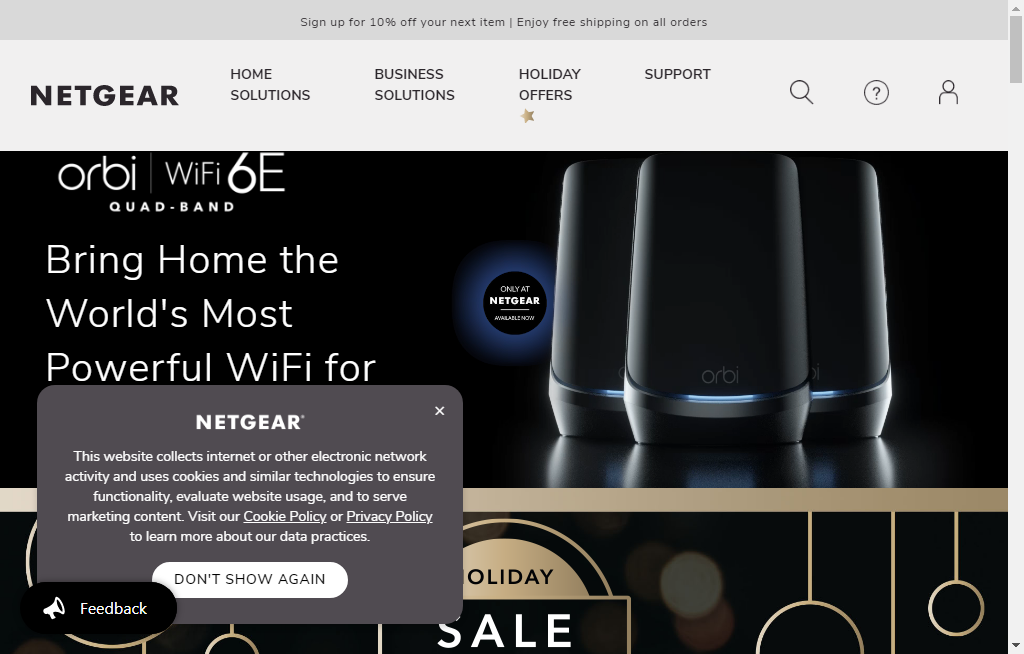 Sign up for 10% off your next item | Enjoy free shipping on all orders
NETGEAR
HOME
SOLUTIONS
BUSINESS
SOLUTIONS
HOLIDAY
OFFERS
SUPPORT
?
orbi | WiFi 6E
QUAD-BAND
Bring Home the
World's Most
Powerful WiFi for
ONLY AT
NETGEAR
AVAILABLE NOW
orbi
NETGEAR®
×
This website collects internet or other electronic network
activity and uses cookies and similar technologies to ensure
functionality, evaluate website usage, and to serve
marketing content. Visit our Cookie Policy or Privacy Policy
to learn more about our data practices.
DON'T SHOW AGAIN
Feedback
OLIDAY
SALE